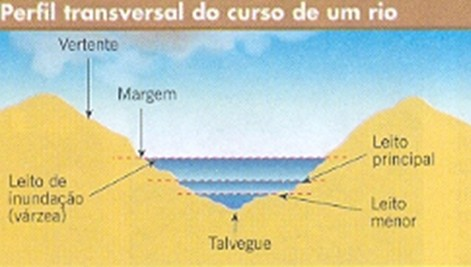 Perfil transversal do curso de um rio
Vertente
Margem
Leito
principal
Leito de
inundação
(várzea)
Leito
menor
Talvegue